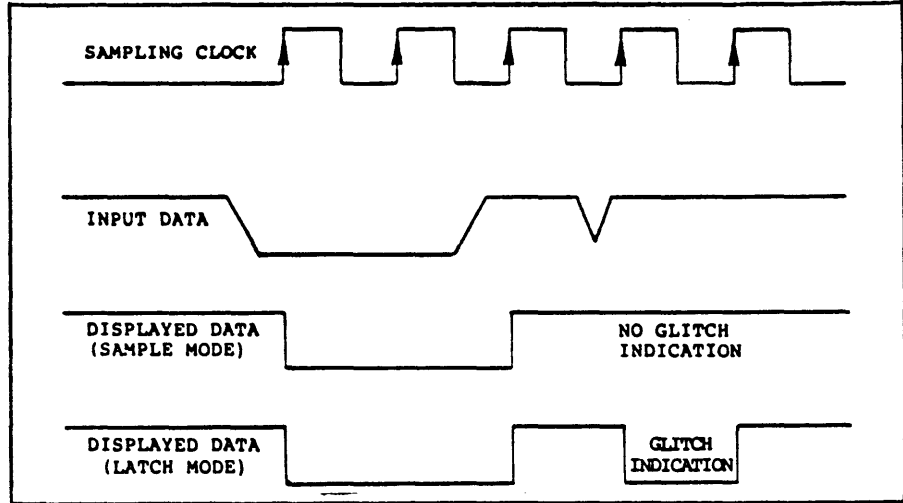 SAMPLING CLOCK
INPUT DATA
DISPLAYED DATA
(SAMPLE MODE)
NO GLITCH
INDICATION
DISPLAYED DATA
(LATCH MODE)
GLITCH
INDICATION